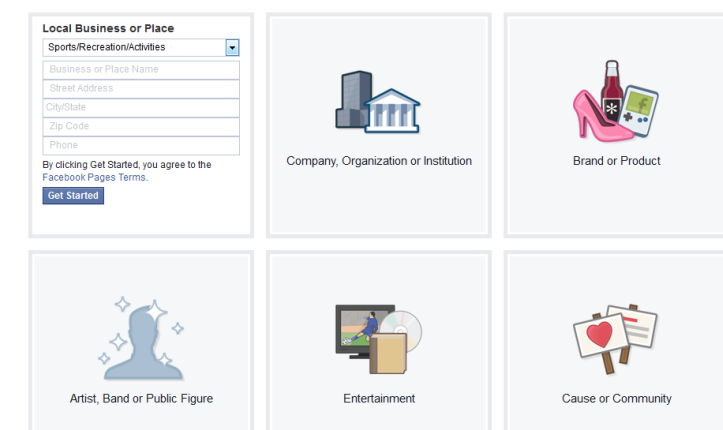 Local Business or Place
Sports/Recreation/Activities
Business or Place Name
Street Address
City/State
Zip Code
Phone
By clicking Get Started, you agree to the
Facebook Pages Terms.
Get Started
Company, Organization or Institution
Brand or Product
Artist, Band or Public Figure
Entertainment
Cause or Community